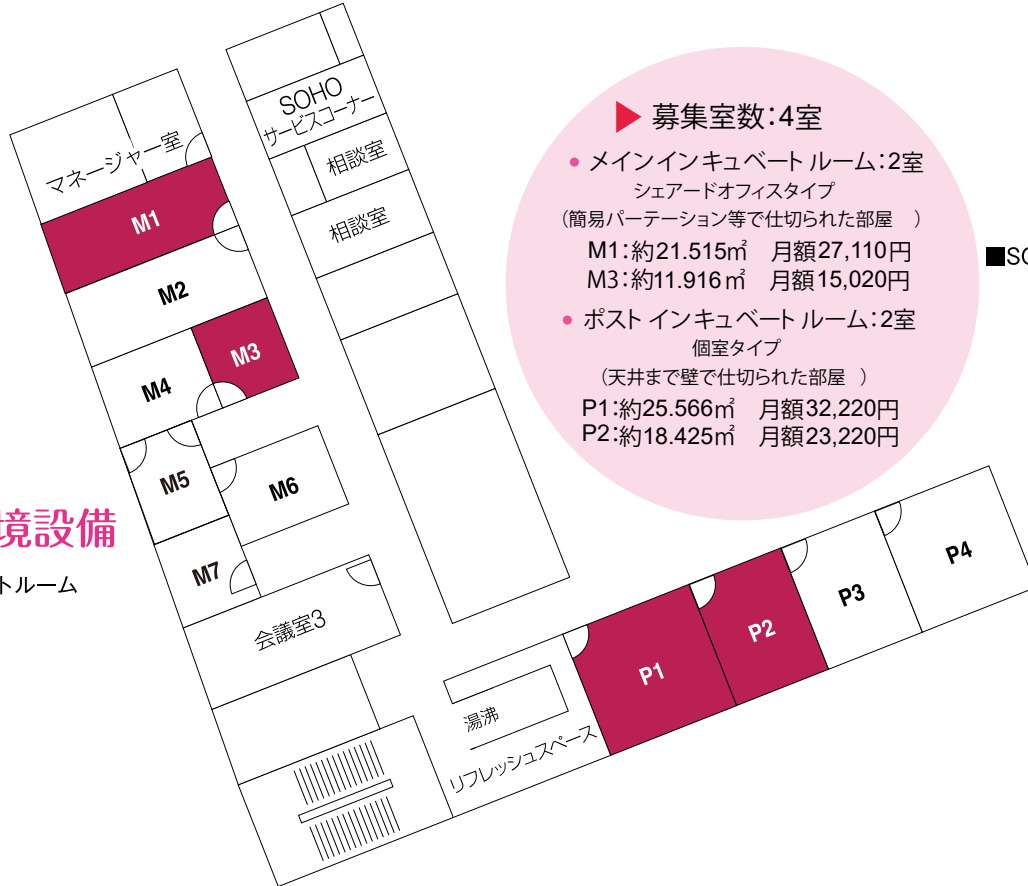 SOHO
サービスコーナー
マネージャー室
相談室
相談室
M1
M2
M3
M4
M5
M6
M7
会議室3
湯沸
リフレッシュスペース
P1
P2
P3
P4
▶ 募集室数:4室
• メインインキュベートルーム:2室
シェアードオフィスタイプ
(簡易パーテーション等で仕切られた部屋 )
M1:約21.515㎡ 月額27,110円
M3:約11.916㎡ 月額15,020円
• ポスト インキュベートルーム:2室
個室タイプ
(天井まで壁で仕切られた部屋 )
P1:約25.566㎡ 月額32,220円
P2:約18.425㎡ 月額23,220円
■SO
境設備
トルーム